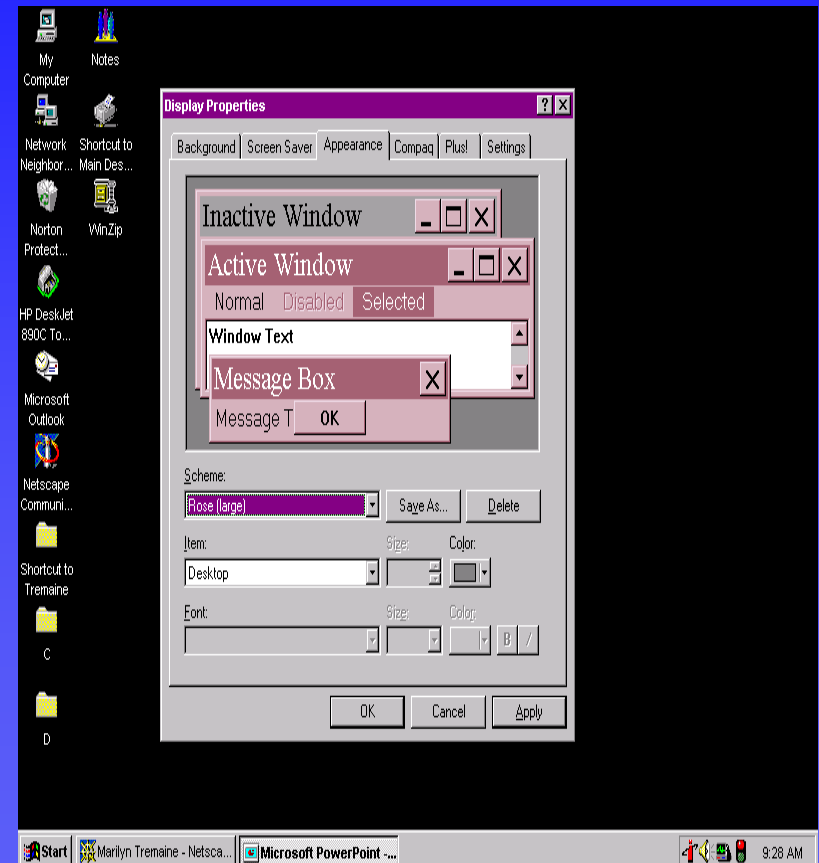 My
Computer
Notes
Network
Neighbor...
Shortcut to
Main Des...
Norton
Protect...
WinZip
HP DeskJet
890C To...
Microsoft
Outlook
Netscape
Communi...
Shortcut to
Tremaine
C
D
Display Properties
Background Screen Saver Appearance Compaq Plus! Settings
Inactive Window
Active Window
Normal Disabled Selected
Window Text
Message Box
Message T OK
Scheme:
Rose (large) Save As... Delete
Item: Size: Color:
Desktop
Font: Size: Color:
B /
OK Cancel Apply
Start Marilyn Tremaine - Netsca... Microsoft PowerPoint -... 9:28 AM